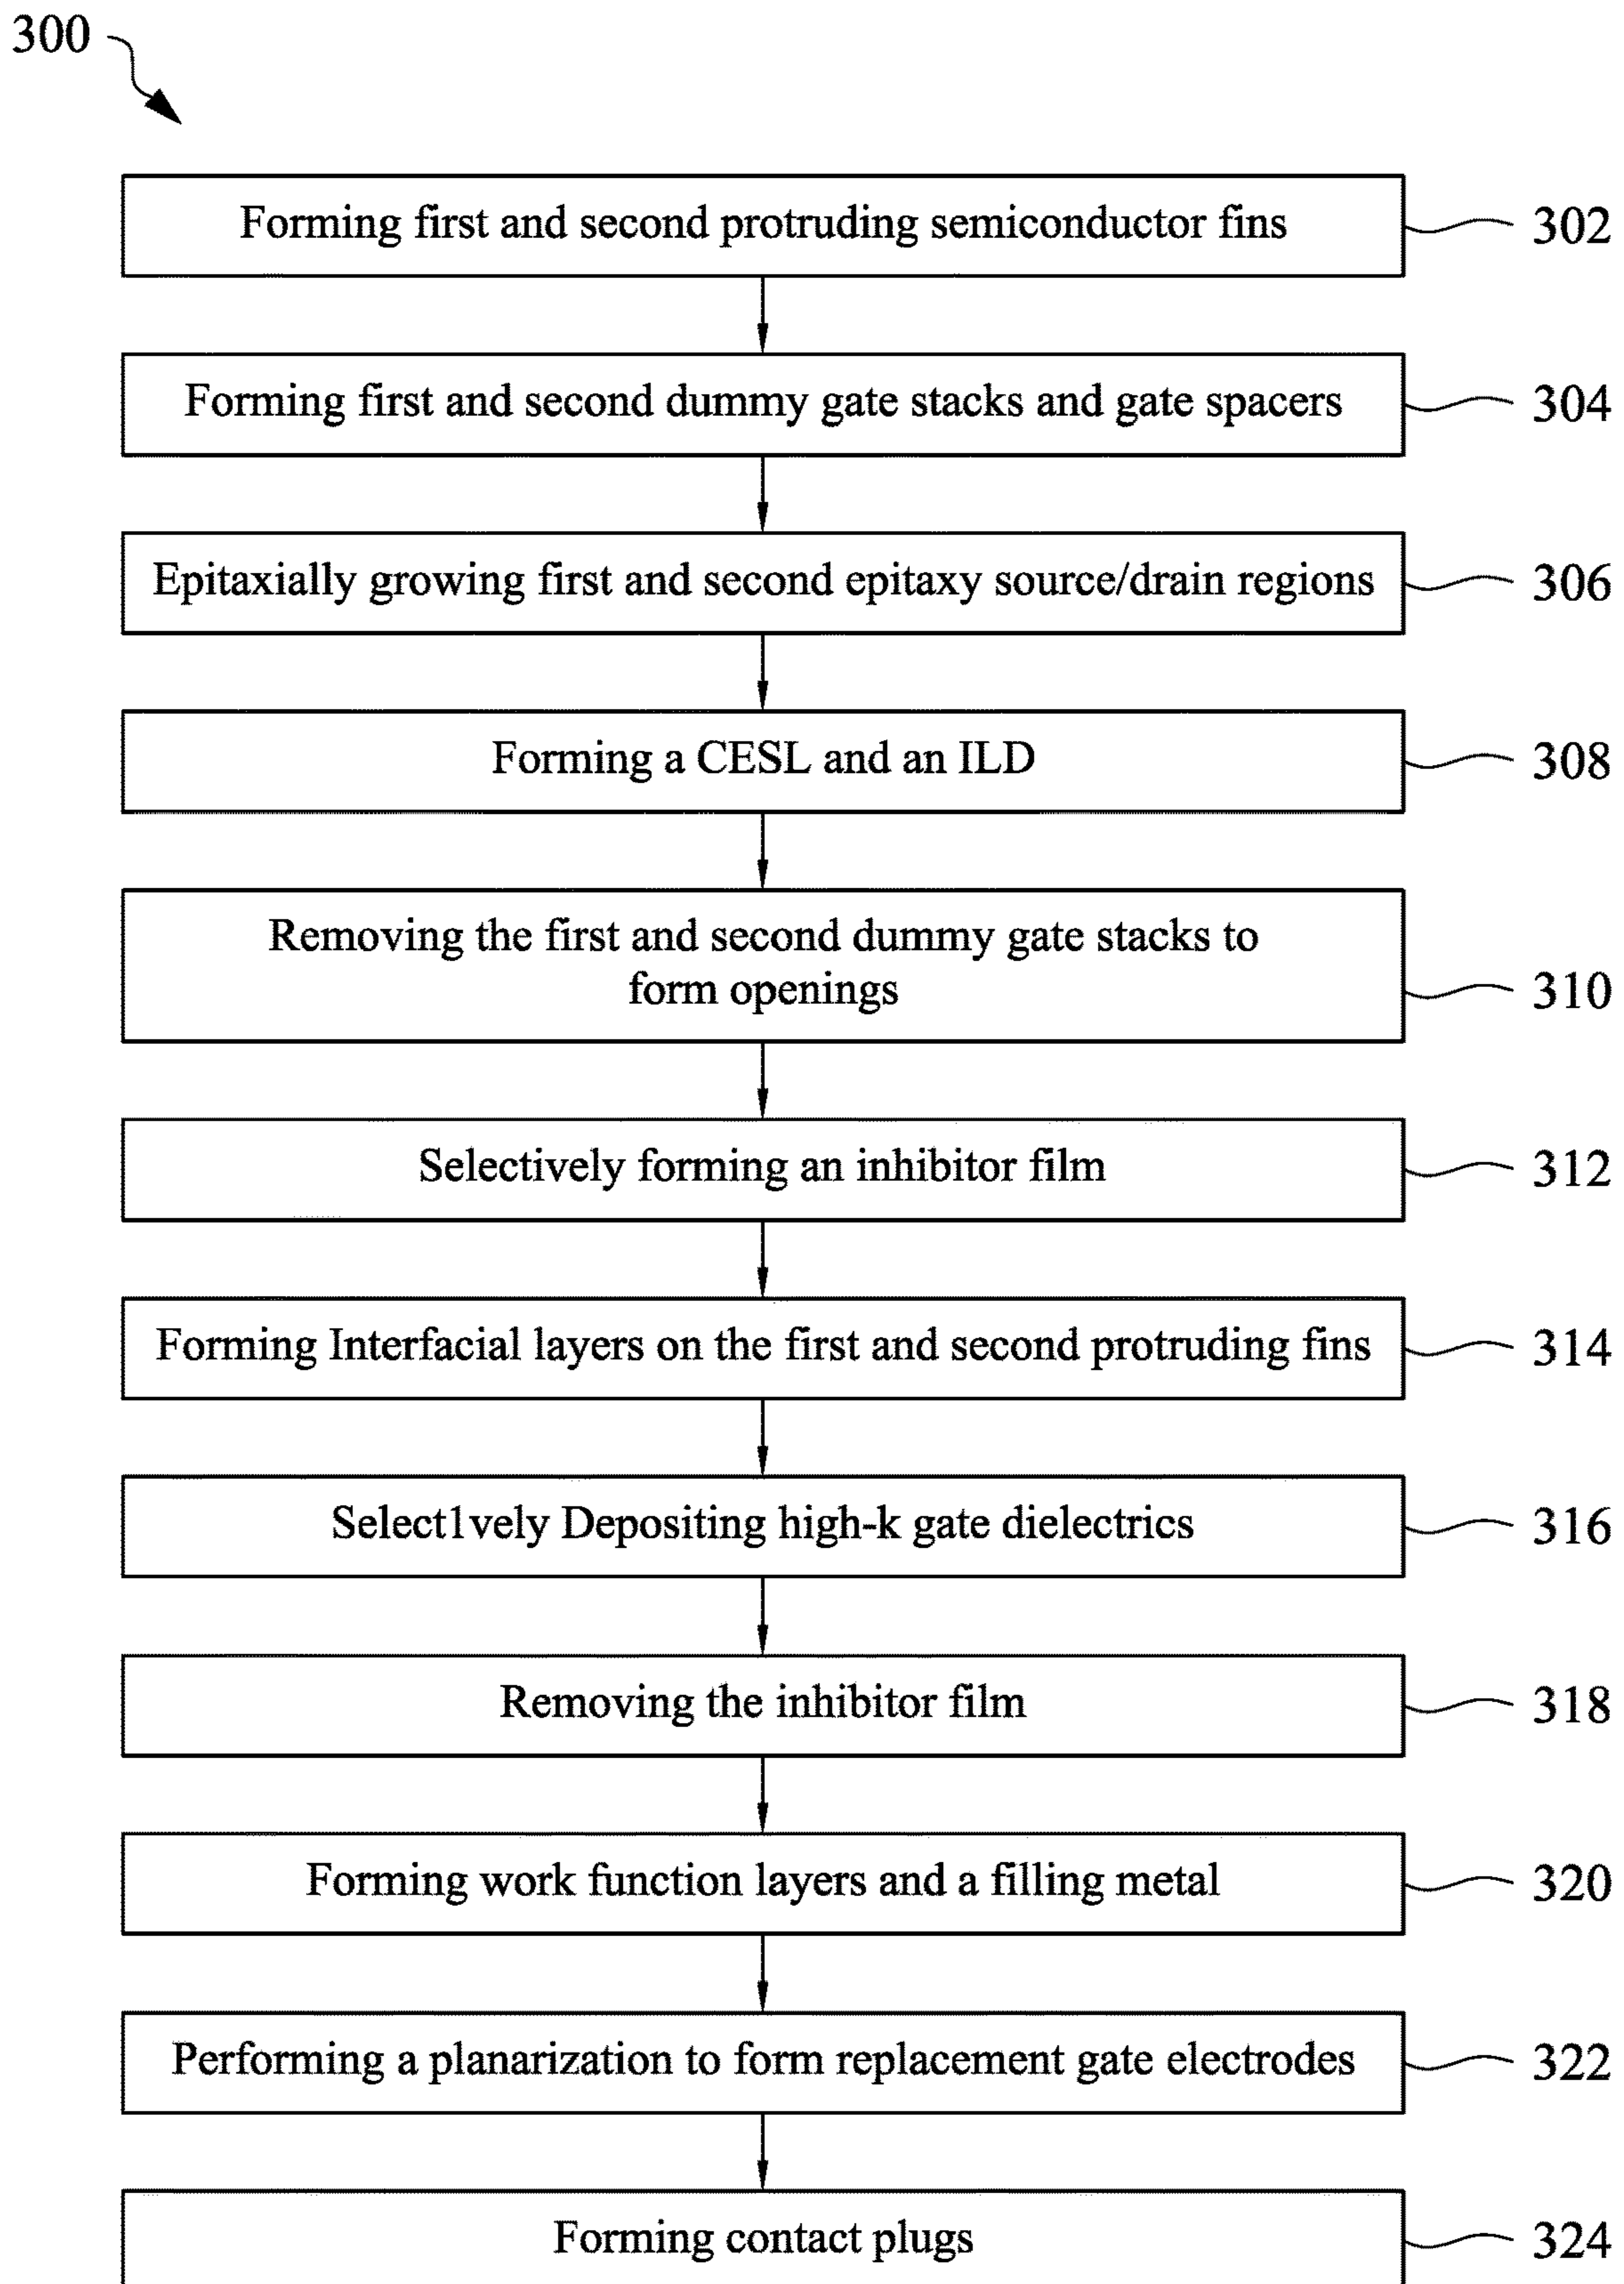 300
Forming first and second protruding semiconductor fins 302
Forming first and second dummy gate stacks and gate spacers 304
Epitaxially growing first and second epitaxy source/drain regions 306
Forming a CESL and an ILD 308
Removing the first and second dummy gate stacks to
form openings 310
Selectively forming an inhibitor film 312
Forming Interfacial layers on the first and second protruding fins 314
Select1vely Depositing high-k gate dielectrics 316
Removing the inhibitor film 318
Forming work function layers and a filling metal 320
Performing a planarization to form replacement gate electrodes 322
Forming contact plugs 324